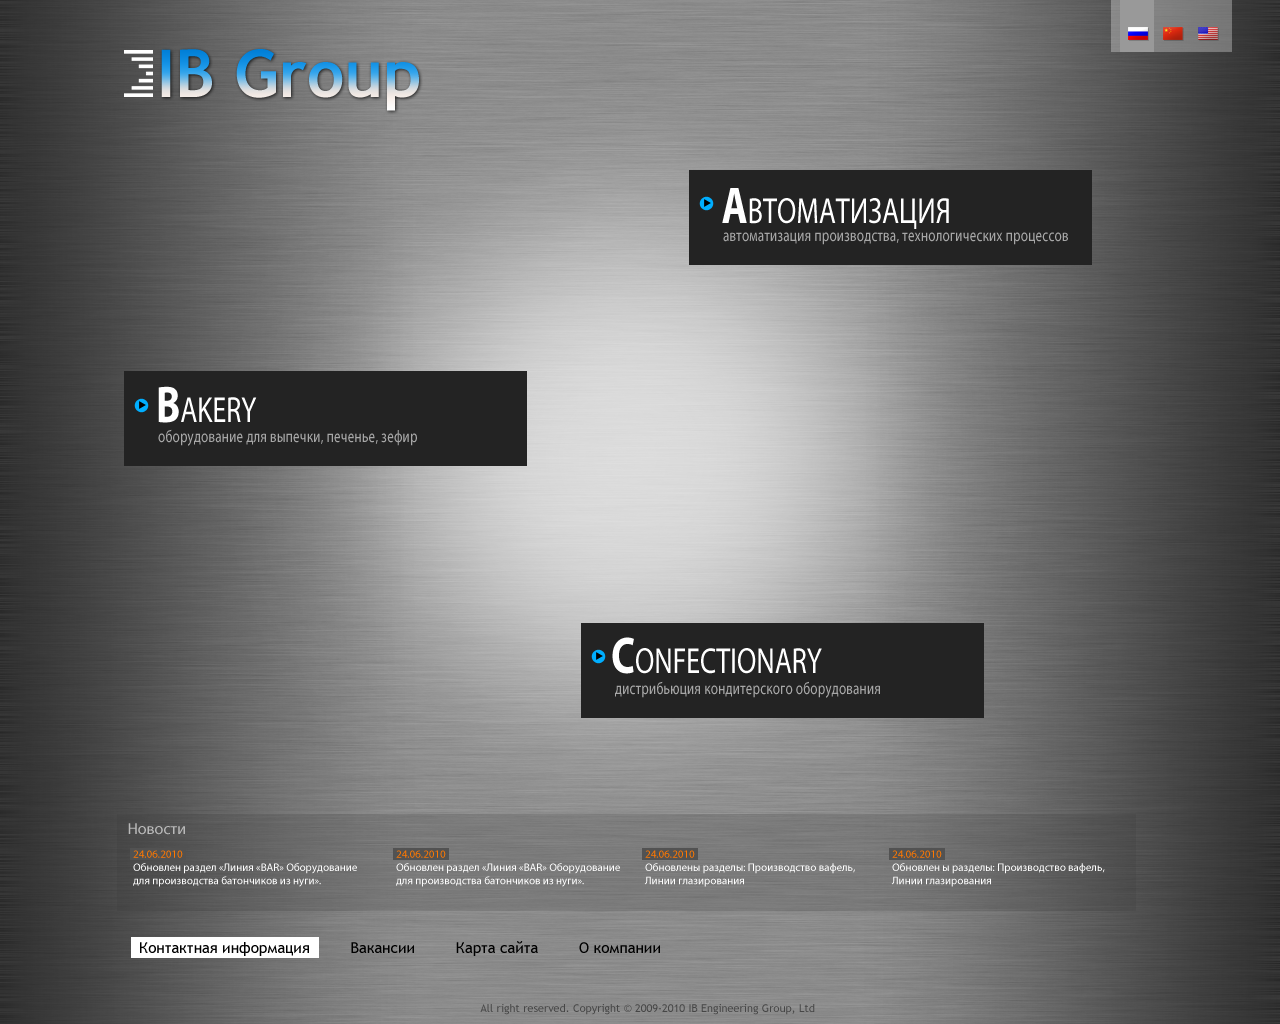 IB Group
Автоматизация
автоматизация производства, технологических процессов
Bakery
оборудование для выпечки, печенье, зефир
Confectionary
дистрибьюция кондитерского оборудования
Новости
24.06.2010
Обновлен раздел «Линия «BAR» Оборудование
для производства батончиков из нуги».
24.06.2010
Обновлен раздел «Линия «BAR» Оборудование
для производства батончиков из нуги».
24.06.2010
Обновлены разделы: Производство вафель,
Линии глазирования
24.06.2010
Обновлен ы разделы: Производство вафель,
Линии глазирования
Контактная информация Вакансии Карта сайта О компании
All right reserved. Copyright © 2009-2010 IB Engineering Group, Ltd